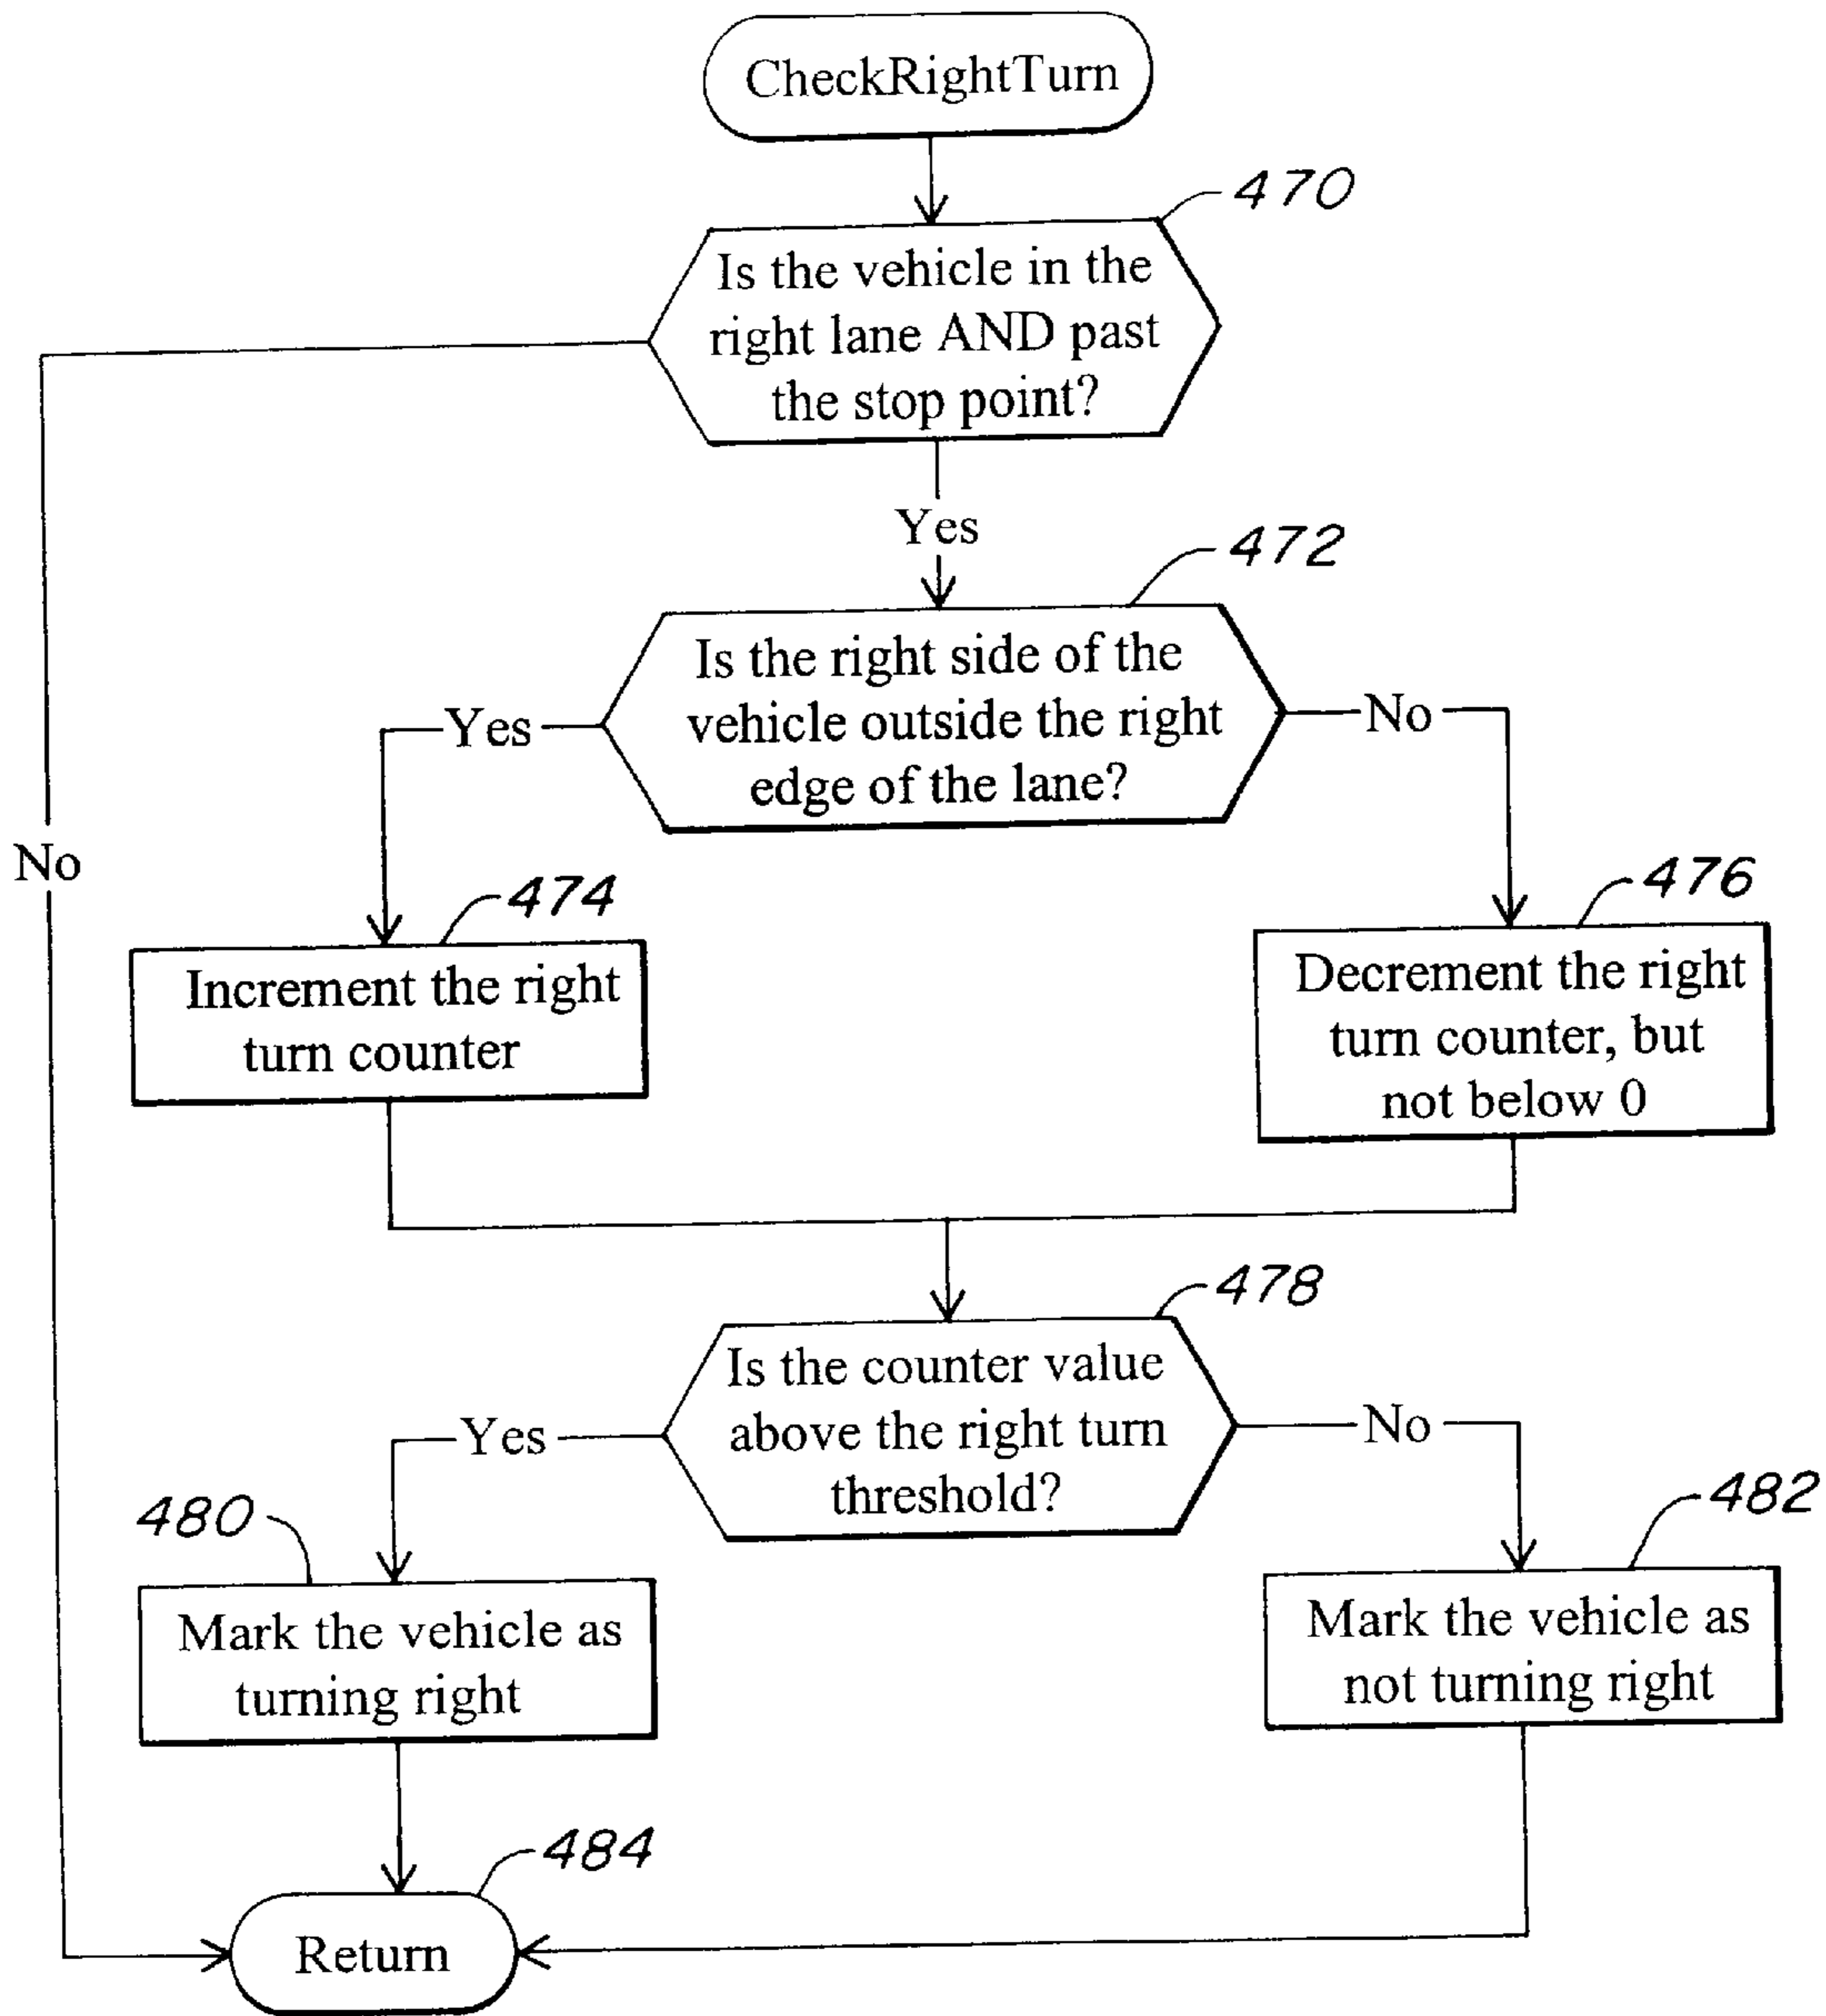 CheckRightTurn
470
Is the vehicle in the
right lane AND past
the stop point?
Yes
472
Is the right side of the
vehicle outside the right
edge of the lane?
Yes
No
No
474
Increment the right
turn counter
476
Decrement the right
turn counter, but
not below 0
478
Is the counter value
above the right turn
threshold?
Yes
No
480
Mark the vehicle as
turning right
482
Mark the vehicle as
not turning right
484
Return